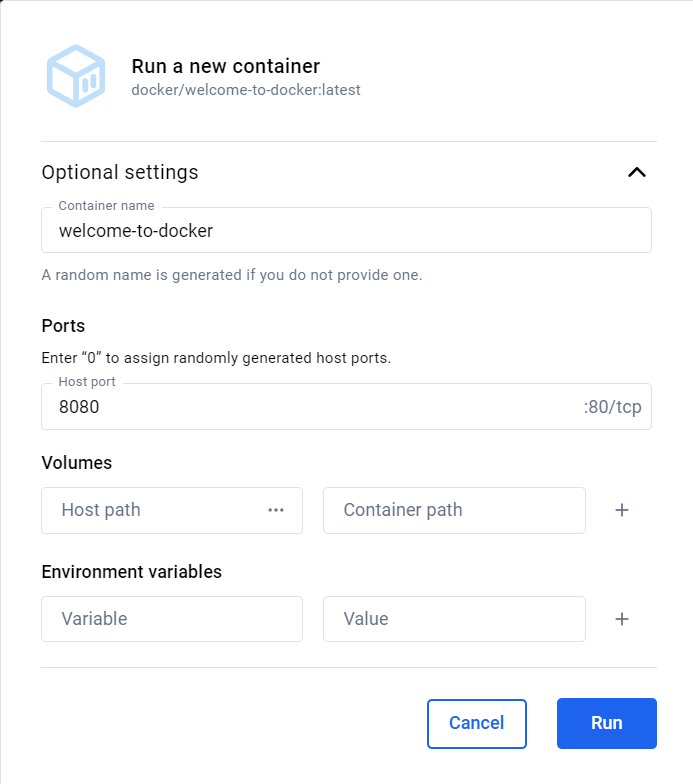 Run a new container
docker/welcome-to-docker:latest
Optional settings
Container name
welcome-to-docker
A random name is generated if you do not provide one.
Ports
Enter “0” to assign randomly generated host ports.
Host port
8080 :80/tcp
Volumes
Host path ··· Container path +
Environment variables
Variable Value +
Cancel Run